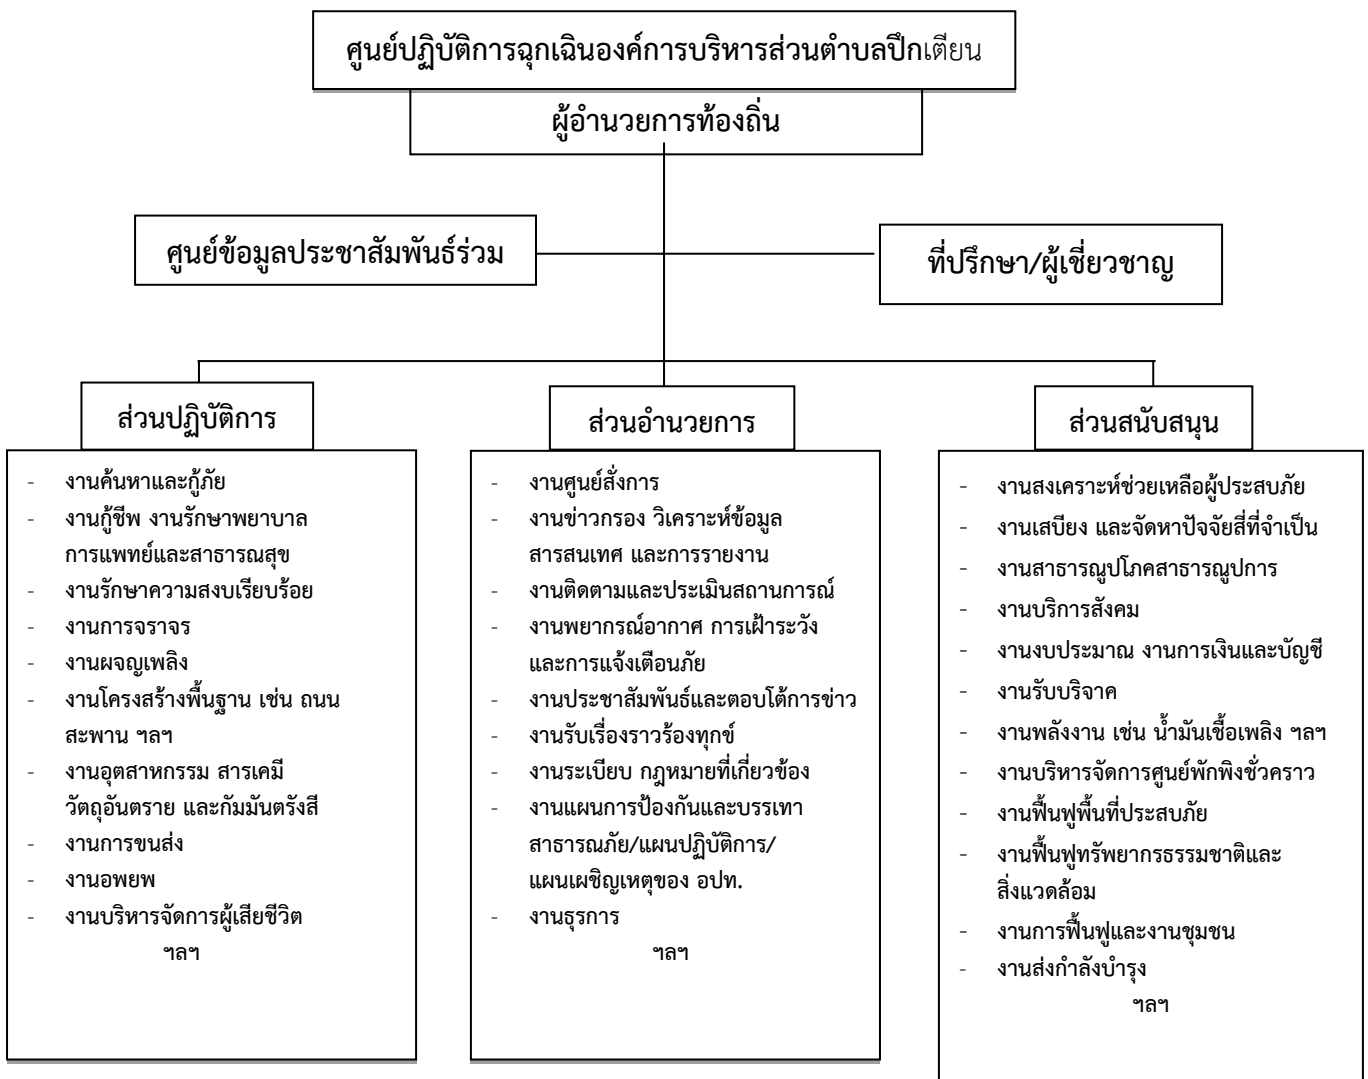 ศูนย์ปฏิบัติการฉุกเฉินองค์การบริหารส่วนตำบลปึกเตียน
ผู้อำนวยการท้องถิ่น
ศูนย์ข้อมูลประชาสัมพันธ์ร่วม
ที่ปรึกษา/ผู้เชี่ยวชาญ
ส่วนปฏิบัติการ
- งานค้นหาและกู้ภัย
- งานกู้ชีพ งานรักษาพยาบาล
การแพทย์และสาธารณสุข
- งานรักษาความสงบเรียบร้อย
- งานการจราจร
- งานผจญเพลิง
- งานโครงสร้างพื้นฐาน เช่น ถนน
สะพาน ฯลฯ
- งานอุตสาหกรรม สารเคมี
วัตถุอันตราย และกัมมันตรังสี
- งานการขนส่ง
- งานอพยพ
- งานบริหารจัดการผู้เสียชีวิต
ฯลฯ
ส่วนอำนวยการ
- งานศูนย์สั่งการ
- งานข่าวกรอง วิเคราะห์ข้อมูล
สารสนเทศ และการรายงาน
- งานติดตามและประเมินสถานการณ์
- งานพยากรณ์อากาศ การเฝ้าระวัง
และการแจ้งเตือนภัย
- งานประชาสัมพันธ์และตอบโต้การข่าว
- งานรับเรื่องราวร้องทุกข์
- งานระเบียบ กฎหมายที่เกี่ยวข้อง
- งานแผนการป้องกันและบรรเทา
สาธารณภัย/แผนปฏิบัติการ/
แผนเผชิญเหตุของ อปท.
- งานธุรการ
ฯลฯ
ส่วนสนับสนุน
- งานสงเคราะห์ช่วยเหลือผู้ประสบภัย
- งานเสบียง และจัดหาปัจจัยสี่ที่จำเป็น
- งานสาธารณูปโภคสาธารณูปการ
- งานบริการสังคม
- งานงบประมาณ งานการเงินและบัญชี
- งานรับบริจาค
- งานพลังงาน เช่น น้ำมันเชื้อเพลิง ฯลฯ
- งานบริหารจัดการศูนย์พักพิงชั่วคราว
- งานฟื้นฟูพื้นที่ประสบภัย
- งานฟื้นฟูทรัพยากรธรรมชาติและ
สิ่งแวดล้อม
- งานการฟื้นฟูและงานชุมชน
- งานส่งกำลังบำรุง
ฯลฯ